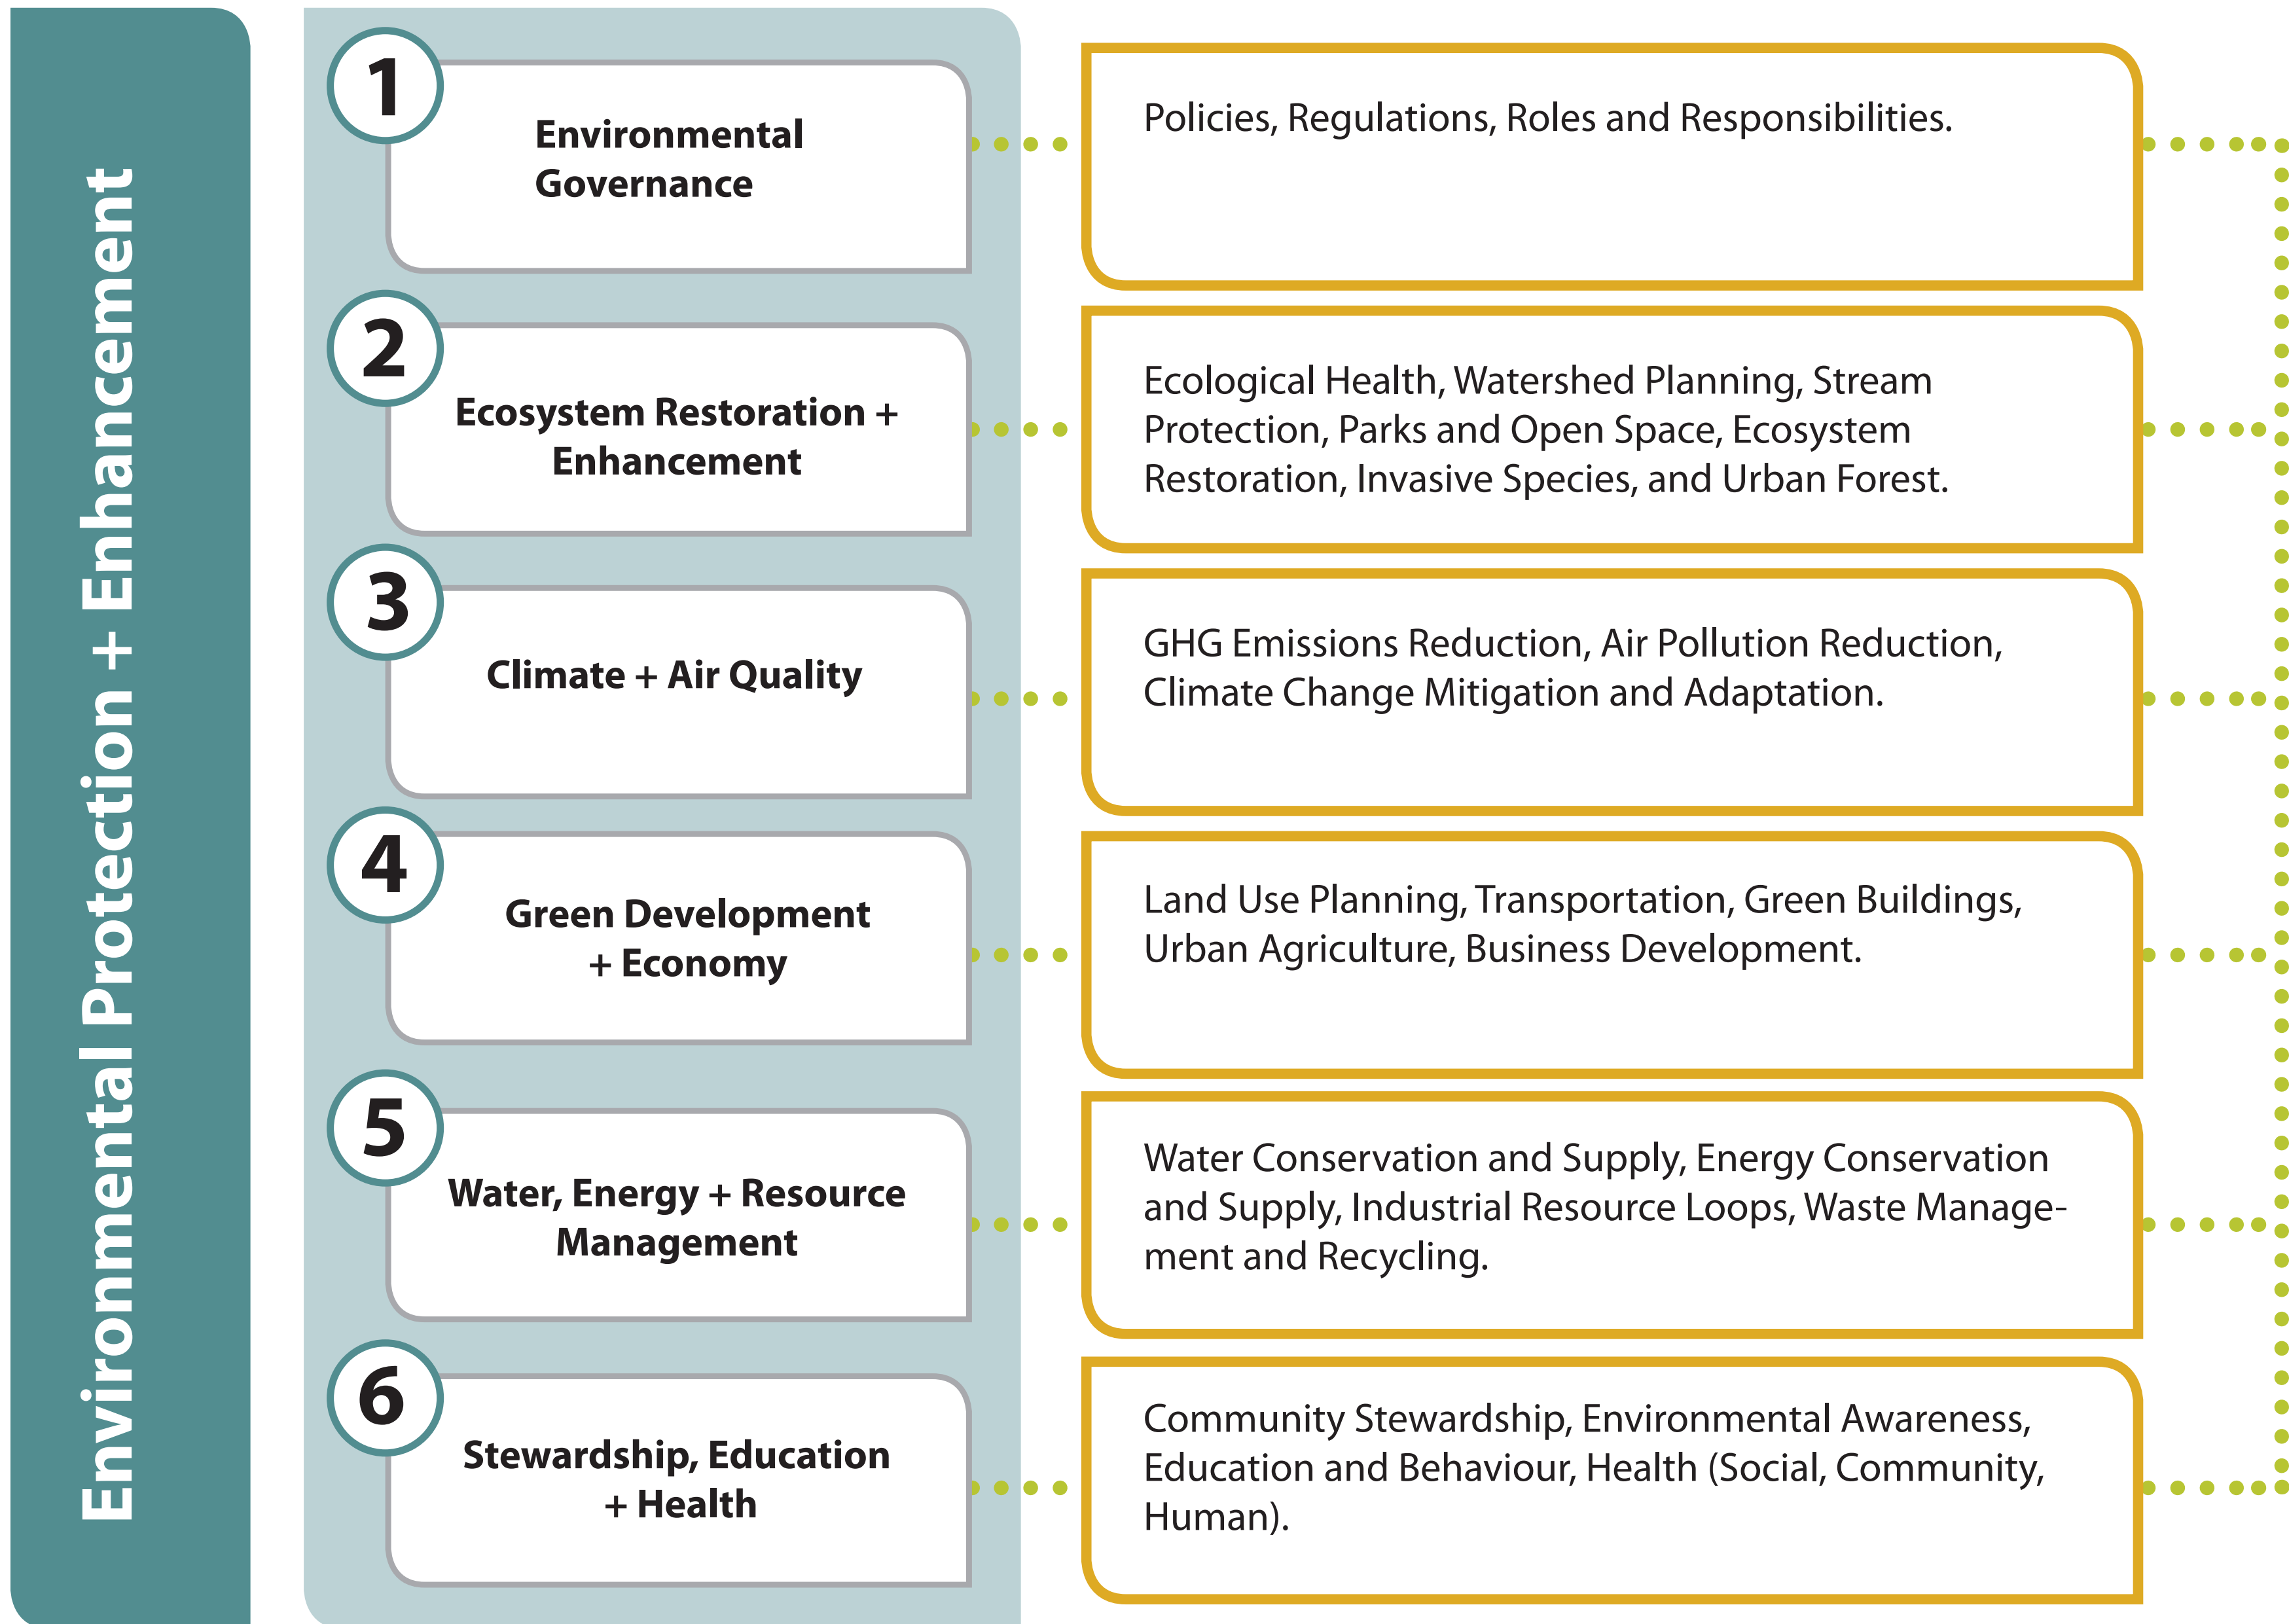 Environmental Protection + Enhancement
1
Environmental
Governance
Policies, Regulations, Roles and Responsibilities.
2
Ecosystem Restoration +
Enhancement
Ecological Health, Watershed Planning, Stream
Protection, Parks and Open Space, Ecosystem
Restoration, Invasive Species, and Urban Forest.
3
Climate + Air Quality
GHG Emissions Reduction, Air Pollution Reduction,
Climate Change Mitigation and Adaptation.
4
Green Development
+ Economy
Land Use Planning, Transportation, Green Buildings,
Urban Agriculture, Business Development.
5
Water, Energy + Resource
Management
Water Conservation and Supply, Energy Conservation
and Supply, Industrial Resource Loops, Waste Manage-
ment and Recycling.
6
Stewardship, Education
+ Health
Community Stewardship, Environmental Awareness,
Education and Behaviour, Health (Social, Community,
Human).